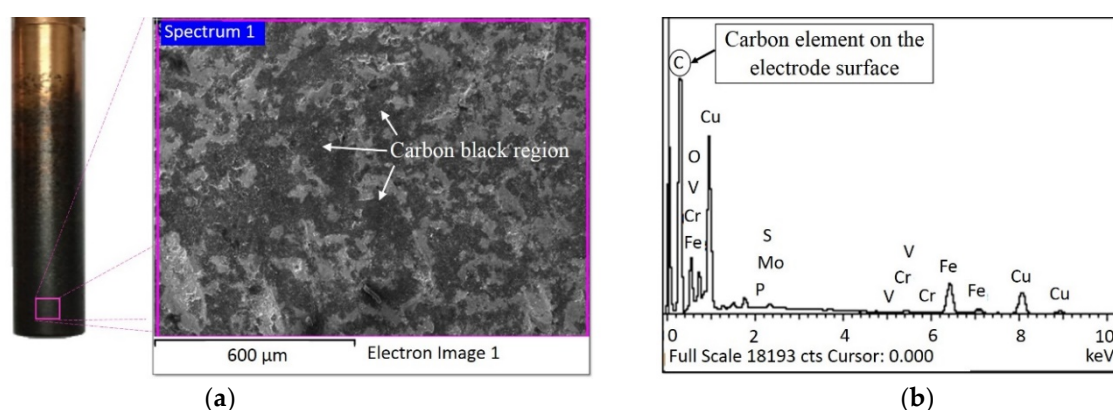 Spectrum 1
Carbon black region
600 μm
Electron Image 1
(a)
C
Carbon element on the
electrode surface
Cu
O
V
Cr
Fe
S
Mo
P
V
Cr
V
Cr
Fe
Fe
Cu
Cu
0 2 4 6 8 10
Full Scale 18193 cts Cursor: 0.000
keV
(b)